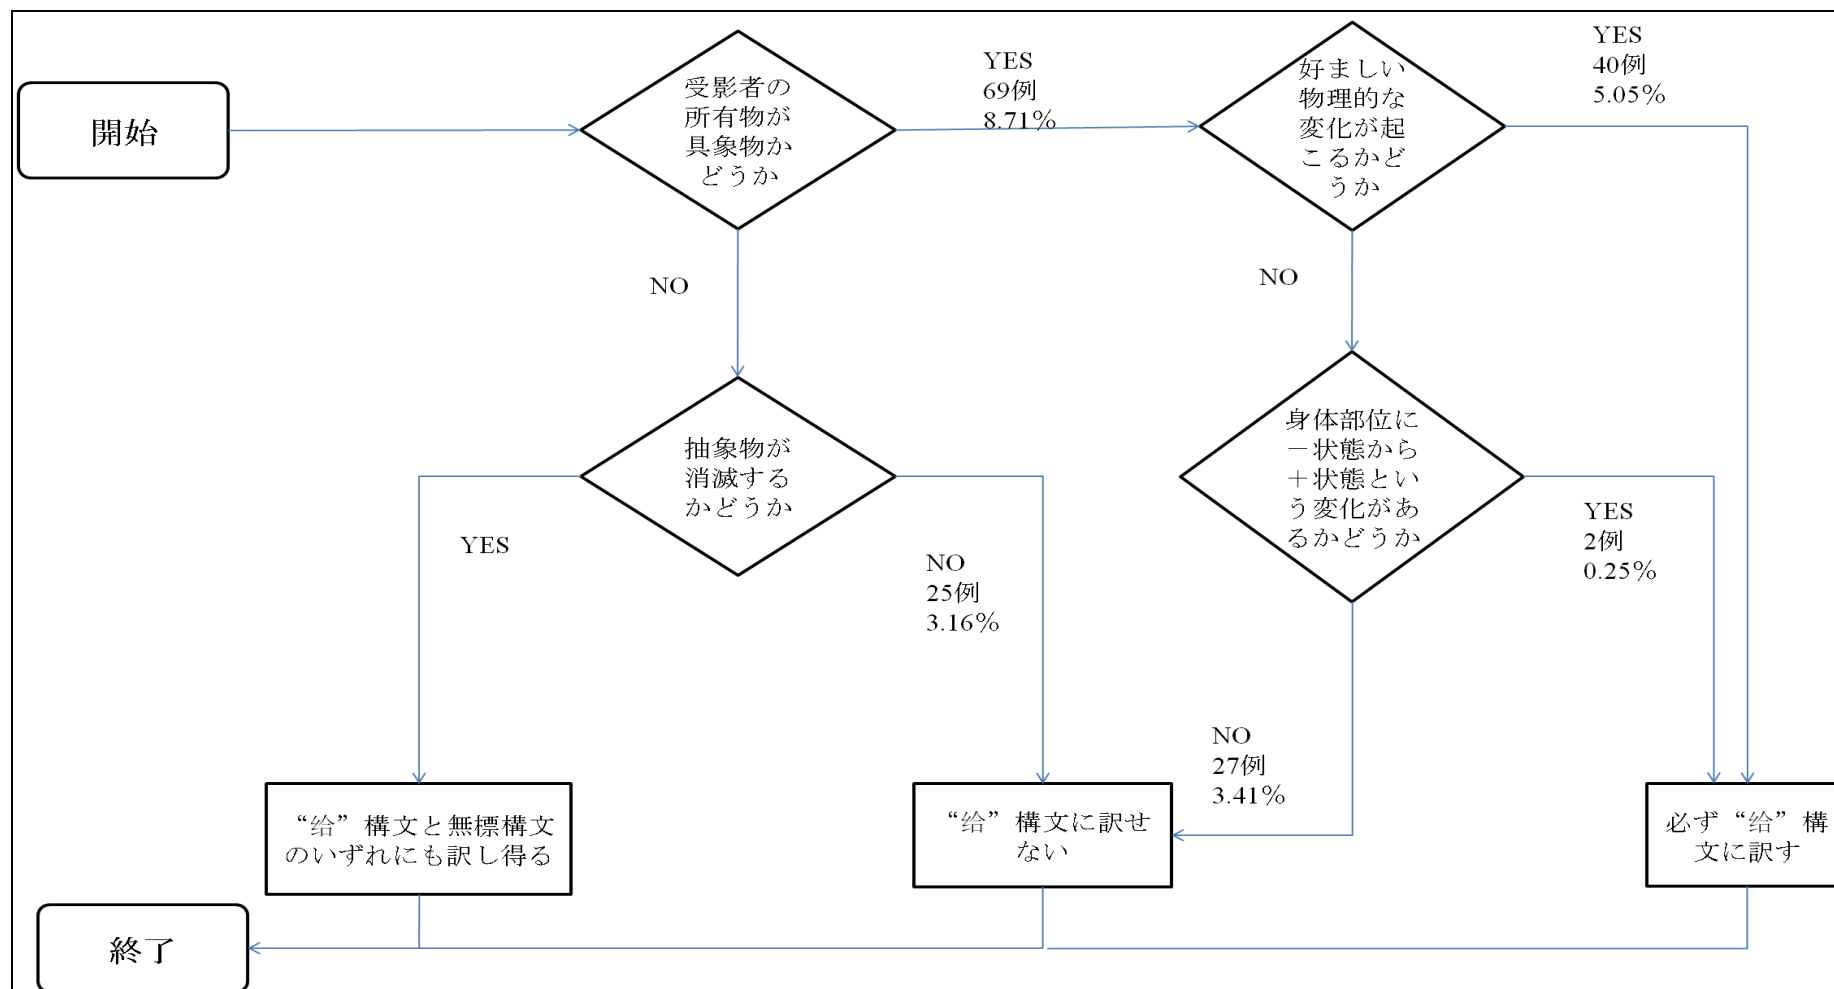 開始
受影者の
所有物が
具象物か
どうか
YES
69例
8.71%
好ましい
物理的な
変化が起
こるかど
うか
YES
40例
5.05%
NO
NO
抽象物が
消滅する
かどうか
身体部位に
－状態から
＋状態とい
う変化があ
るかどうか
YES
NO
25例
3.16%
YES
2例
0.25%
NO
27例
3.41%
“给”構文と無標構文
のいずれにも訳し得る
“给”構文に訳せ
ない
必ず“给”構
文に訳す
終了